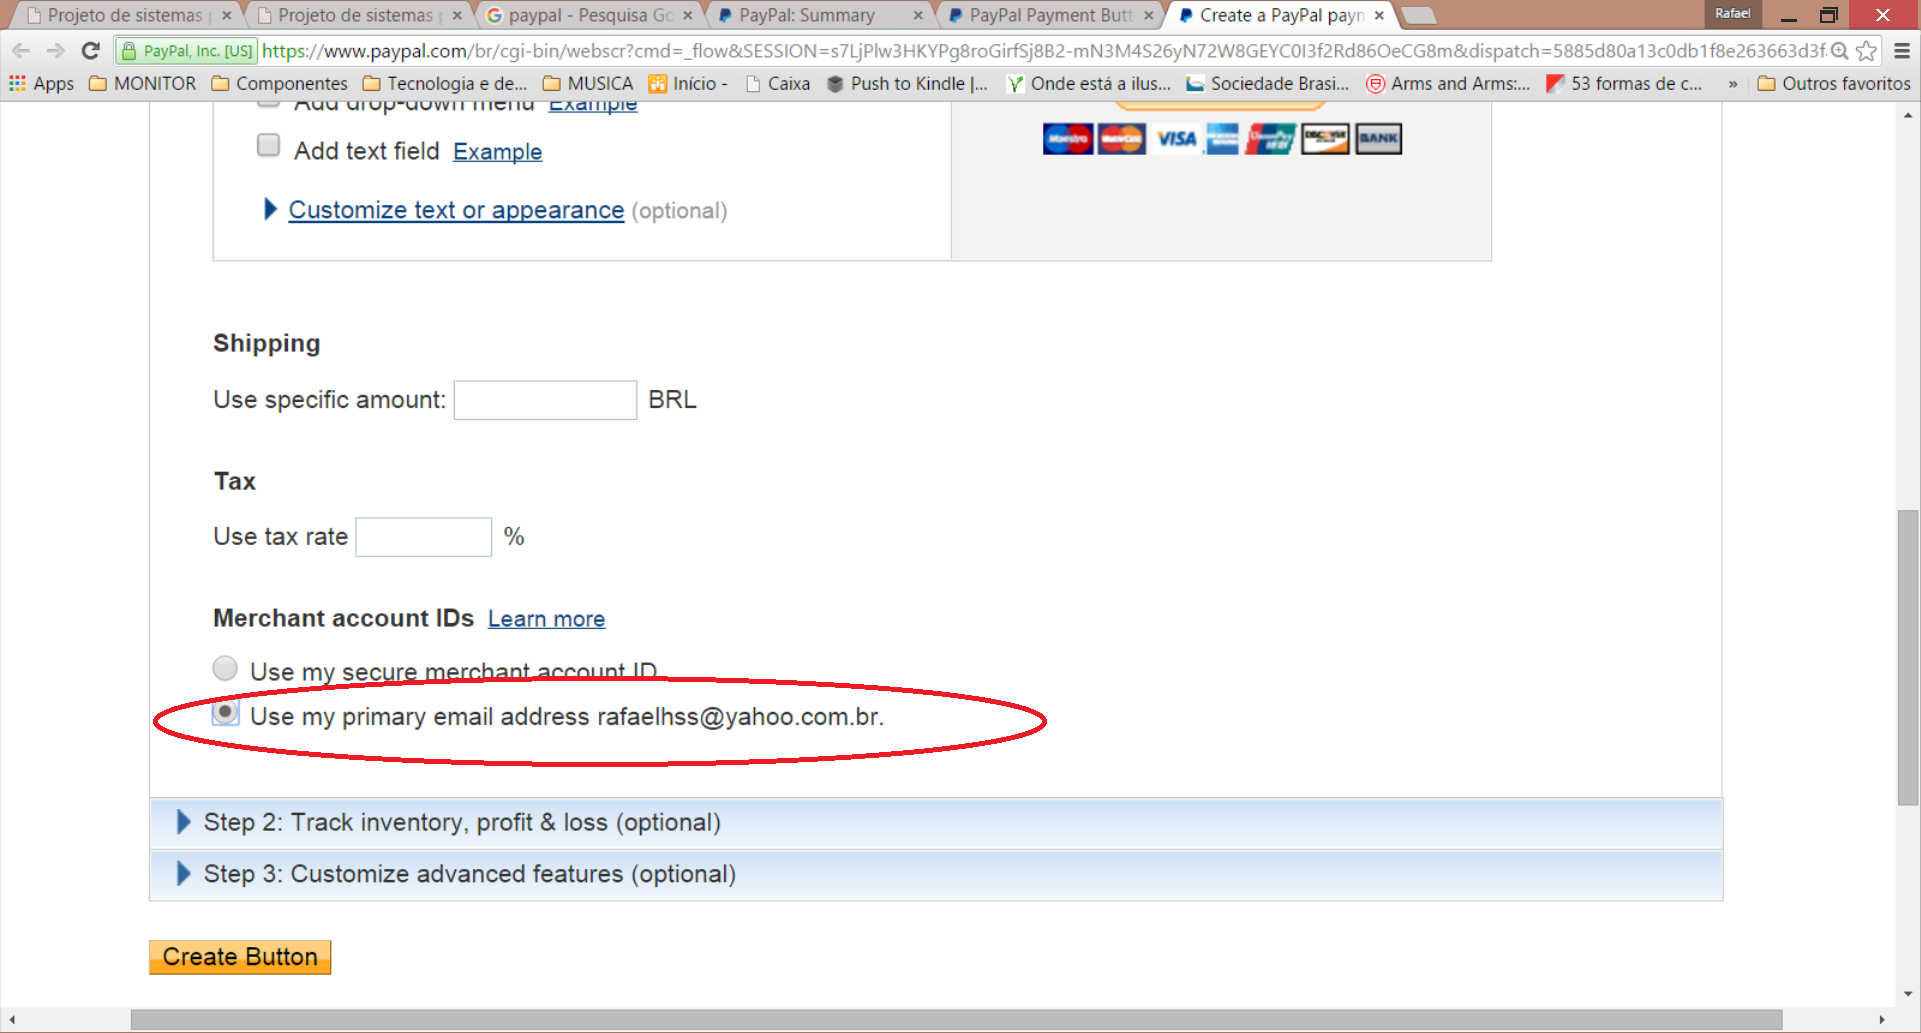 Projeto de sistemas p
Projeto de sistemas p
paypal - Pesquisa Go
PayPal: Summary
PayPal Payment Butt
Create a PayPal paym
Rafael
PayPal, Inc. [US]
https://www.paypal.com/br/cgi-bin/webscr?cmd=_flow&SESSION=s7LjPlw3HKYPg8roGirfSj8B2-mN3M4S26yN72W8GEYC0I3f2Rd86OeCG8m&dispatch=5885d80a13c0db1f8e263663d3f
Apps
MONITOR
Componentes
Tecnologia e de...
MUSICA
Início -
Caixa
Push to Kindle |...
Onde está a ilus...
Sociedade Brasi...
Arms and Arms:...
53 formas de c...
»
Outros favoritos
Add drop-down menu Example
Add text field Example
Maestro MasterCard VISA UnionPay DISCOVER BANK
Customize text or appearance (optional)
Shipping
Use specific amount: BRL
Tax
Use tax rate %
Merchant account IDs Learn more
Use my secure merchant account ID
Use my primary email address rafaelhss@yahoo.com.br.
Step 2: Track inventory, profit & loss (optional)
Step 3: Customize advanced features (optional)
Create Button